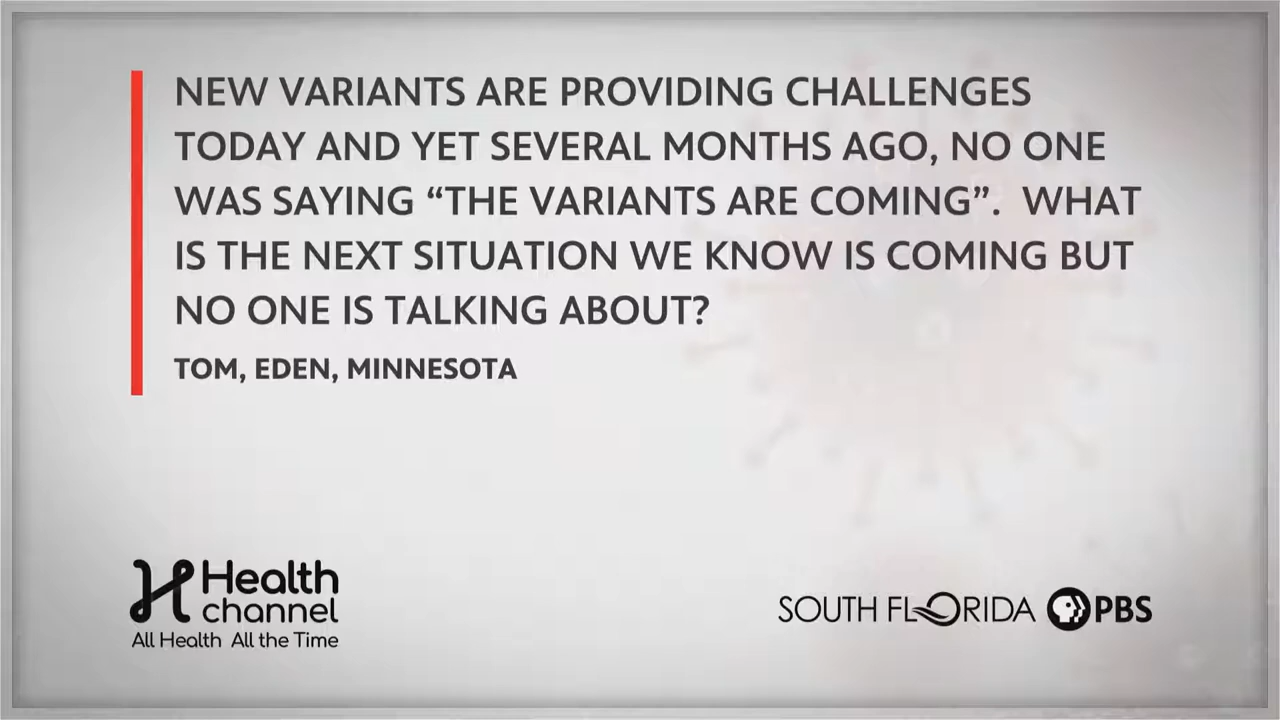 NEW VARIANTS ARE PROVIDING CHALLENGES
TODAY AND YET SEVERAL MONTHS AGO, NO ONE
WAS SAYING “THE VARIANTS ARE COMING”. WHAT
IS THE NEXT SITUATION WE KNOW IS COMING BUT
NO ONE IS TALKING ABOUT?
TOM, EDEN, MINNESOTA
Health
channel
All Health All the Time
SOUTH FLORIDA PBS